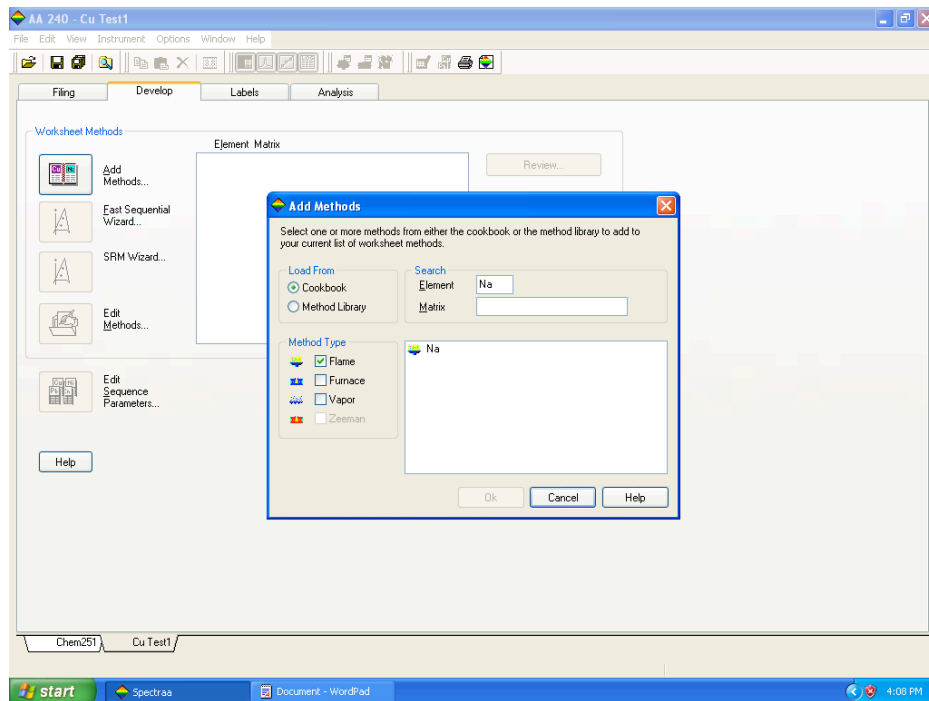 AA 240 - Cu Test1
File Edit View Instrument Options Window Help
Filing Develop Labels Analysis
Worksheet Methods
Element Matrix
Add
Methods...
Review...
Fast Sequential
Wizard...
SRM Wizard...
Edit
Methods...
Edit
Sequence
Parameters...
Help
Add Methods
Select one or more methods from either the cookbook or the method library to add to
your current list of worksheet methods.
Load From
Cookbook
Method Library
Search
Element Na
Matrix
Method Type
Flame
Furnace
Vapor
Zeeman
Na
Ok Cancel Help
Chem251 Cu Test1
start Spectraa Document - WordPad 4:08 PM